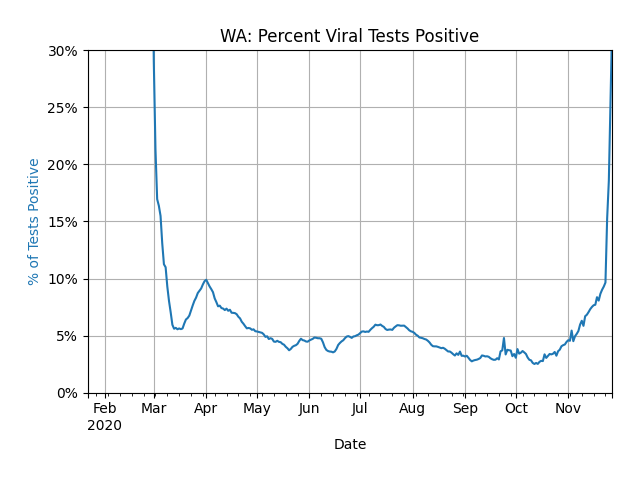 WA: Percent Viral Tests Positive
30%
25%
20%
15%
10%
5%
0%
% of Tests Positive
Feb Mar Apr May Jun Jul Aug Sep Oct Nov
2020
Date